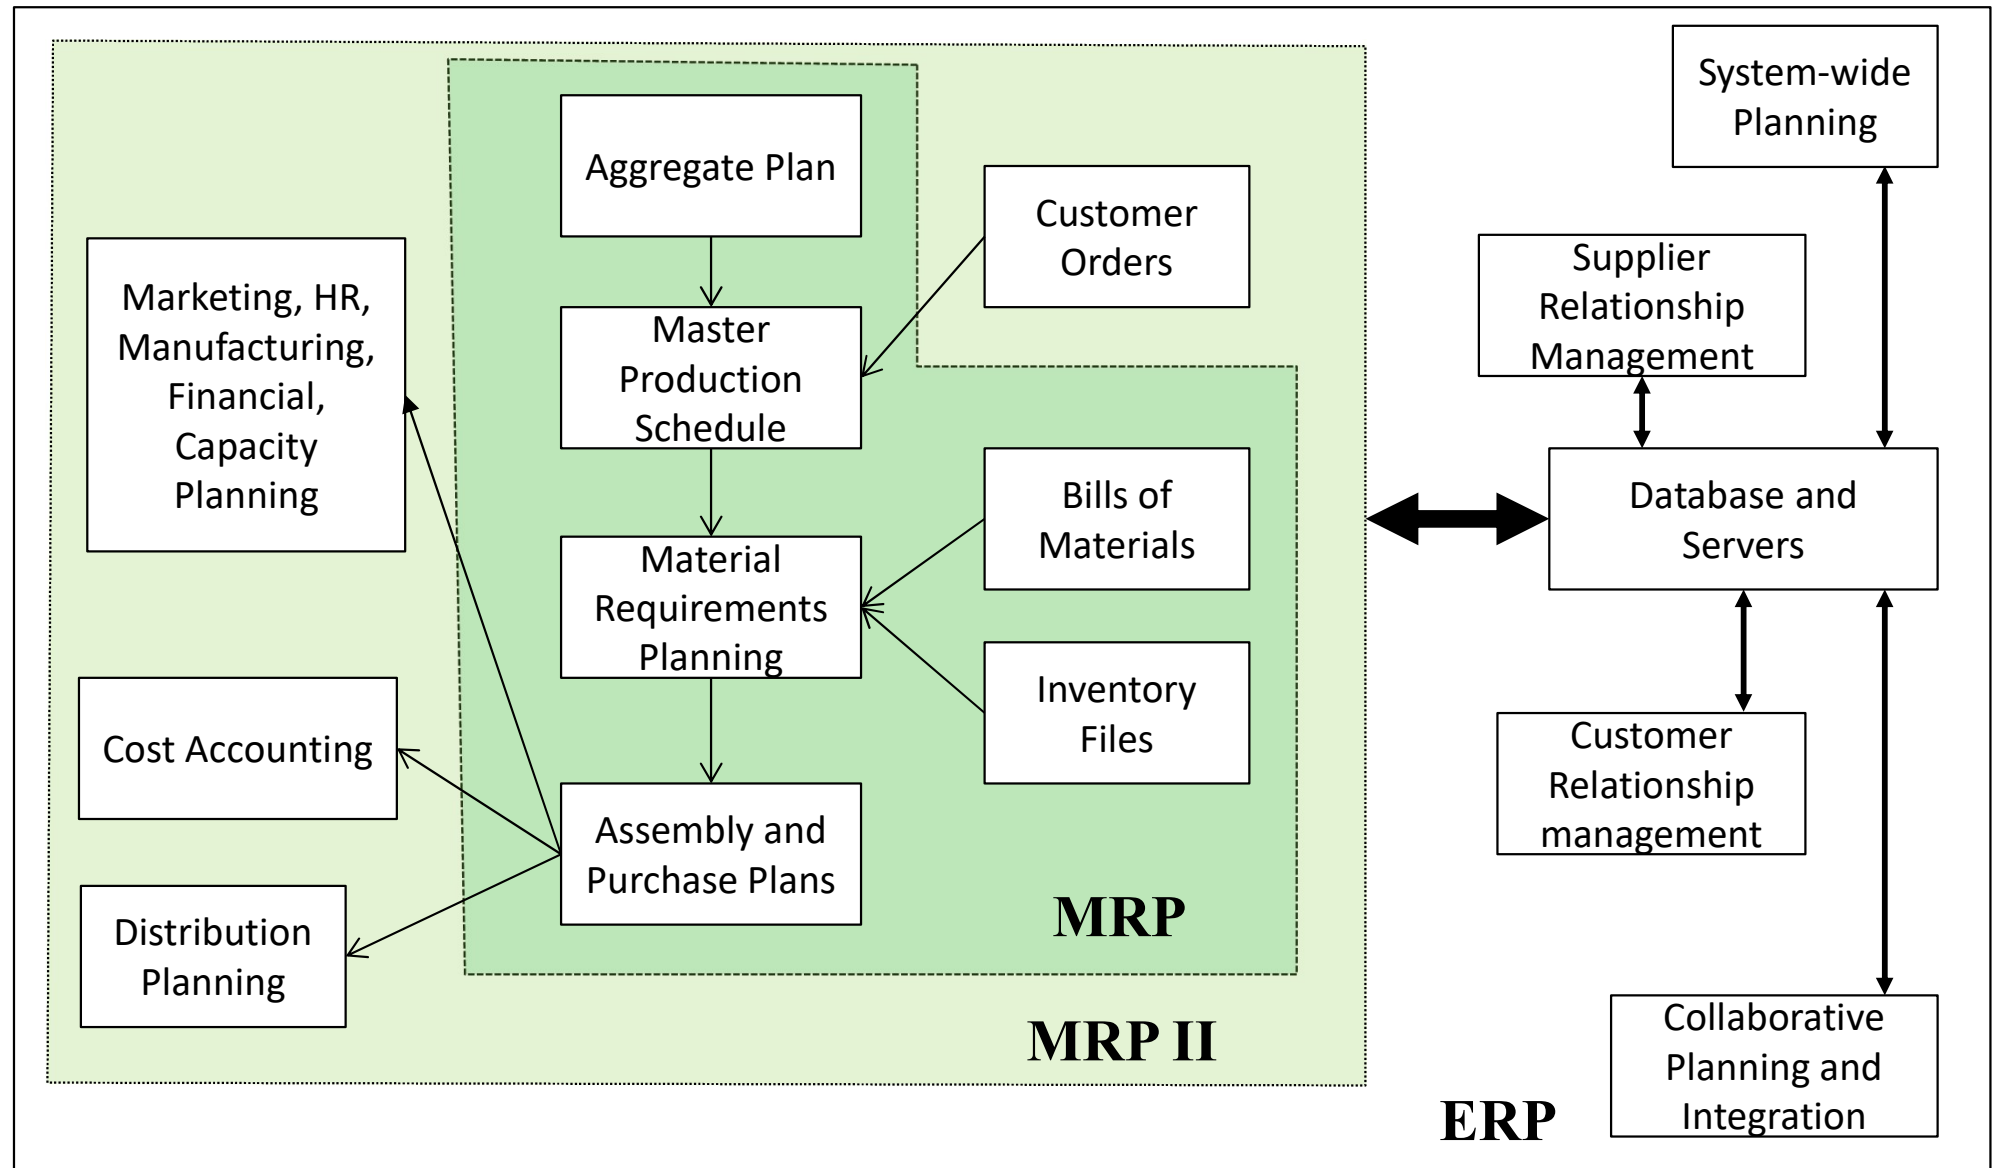 System-wide
Planning
Aggregate Plan
Customer
Orders
Marketing, HR,
Manufacturing,
Financial,
Capacity
Planning
Supplier
Relationship
Management
Master
Production
Schedule
Bills of
Materials
Database and
Servers
Material
Requirements
Planning
Inventory
Files
Cost Accounting
Customer
Relationship
management
Assembly and
Purchase Plans
Distribution
Planning
MRP
MRP II
ERP
Collaborative
Planning and
Integration